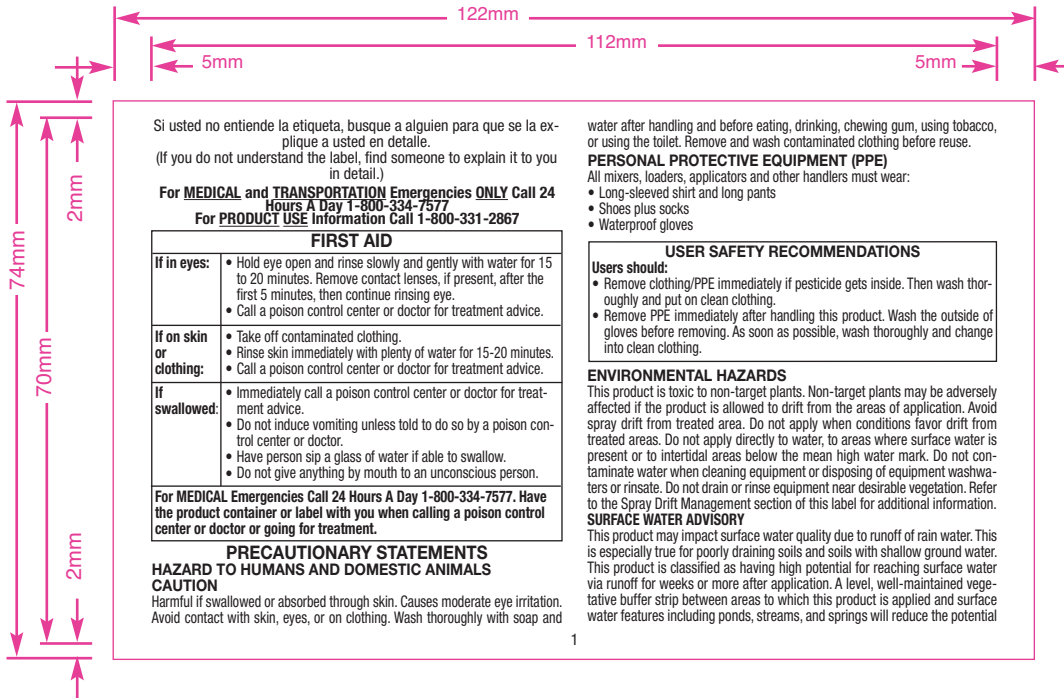 122mm
112mm
5mm
5mm
74mm
70mm
2mm
2mm
Si usted no entiende la etiqueta, busque a alguien para que se la ex-
plique a usted en detalle.
(If you do not understand the label, find someone to explain it to you
in detail.)
For MEDICAL and TRANSPORTATION Emergencies ONLY Call 24
Hours A Day 1-800-334-7577
For PRODUCT USE Information Call 1-800-331-2867
FIRST AID
If in eyes:
• Hold eye open and rinse slowly and gently with water for 15
to 20 minutes. Remove contact lenses, if present, after the
first 5 minutes, then continue rinsing eye.
• Call a poison control center or doctor for treatment advice.
If on skin
or
clothing:
• Take off contaminated clothing.
• Rinse skin immediately with plenty of water for 15-20 minutes.
• Call a poison control center or doctor for treatment advice.
If
swallowed:
• Immediately call a poison control center or doctor for treat-
ment advice.
• Do not induce vomiting unless told to do so by a poison con-
trol center or doctor.
• Have person sip a glass of water if able to swallow.
• Do not give anything by mouth to an unconscious person.
For MEDICAL Emergencies Call 24 Hours A Day 1-800-334-7577. Have
the product container or label with you when calling a poison control
center or doctor or going for treatment.
PRECAUTIONARY STATEMENTS
HAZARD TO HUMANS AND DOMESTIC ANIMALS
CAUTION
Harmful if swallowed or absorbed through skin. Causes moderate eye irritation.
Avoid contact with skin, eyes, or on clothing. Wash thoroughly with soap and
water after handling and before eating, drinking, chewing gum, using tobacco,
or using the toilet. Remove and wash contaminated clothing before reuse.
PERSONAL PROTECTIVE EQUIPMENT (PPE)
All mixers, loaders, applicators and other handlers must wear:
• Long-sleeved shirt and long pants
• Shoes plus socks
• Waterproof gloves
USER SAFETY RECOMMENDATIONS
Users should:
• Remove clothing/PPE immediately if pesticide gets inside. Then wash thor-
oughly and put on clean clothing.
• Remove PPE immediately after handling this product. Wash the outside of
gloves before removing. As soon as possible, wash thoroughly and change
into clean clothing.
ENVIRONMENTAL HAZARDS
This product is toxic to non-target plants. Non-target plants may be adversely
affected if the product is allowed to drift from the areas of application. Avoid
spray drift from treated area. Do not apply when conditions favor drift from
treated areas. Do not apply directly to water, to areas where surface water is
present or to intertidal areas below the mean high water mark. Do not con-
taminate water when cleaning equipment or disposing of equipment washwa-
ters or rinsate. Do not drain or rinse equipment near desirable vegetation. Refer
to the Spray Drift Management section of this label for additional information.
SURFACE WATER ADVISORY
This product may impact surface water quality due to runoff of rain water. This
is especially true for poorly draining soils and soils with shallow ground water.
This product is classified as having high potential for reaching surface water
via runoff for weeks or more after application. A level, well-maintained vege-
tative buffer strip between areas to which this product is applied and surface
water features including ponds, streams, and springs will reduce the potential
1